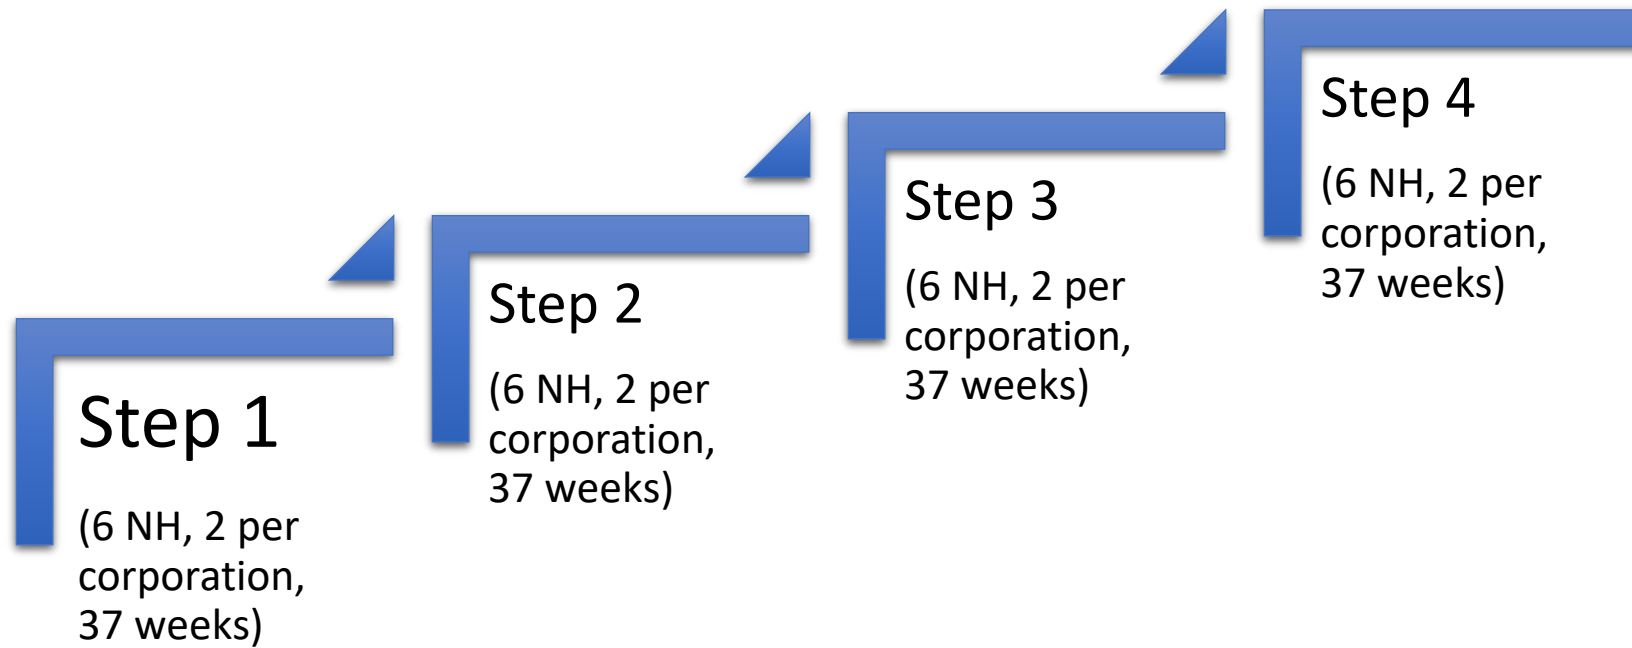 Step 1
(6 NH, 2 per
corporation,
37 weeks)
Step 2
(6 NH, 2 per
corporation,
37 weeks)
Step 3
(6 NH, 2 per
corporation,
37 weeks)
Step 4
(6 NH, 2 per
corporation,
37 weeks)